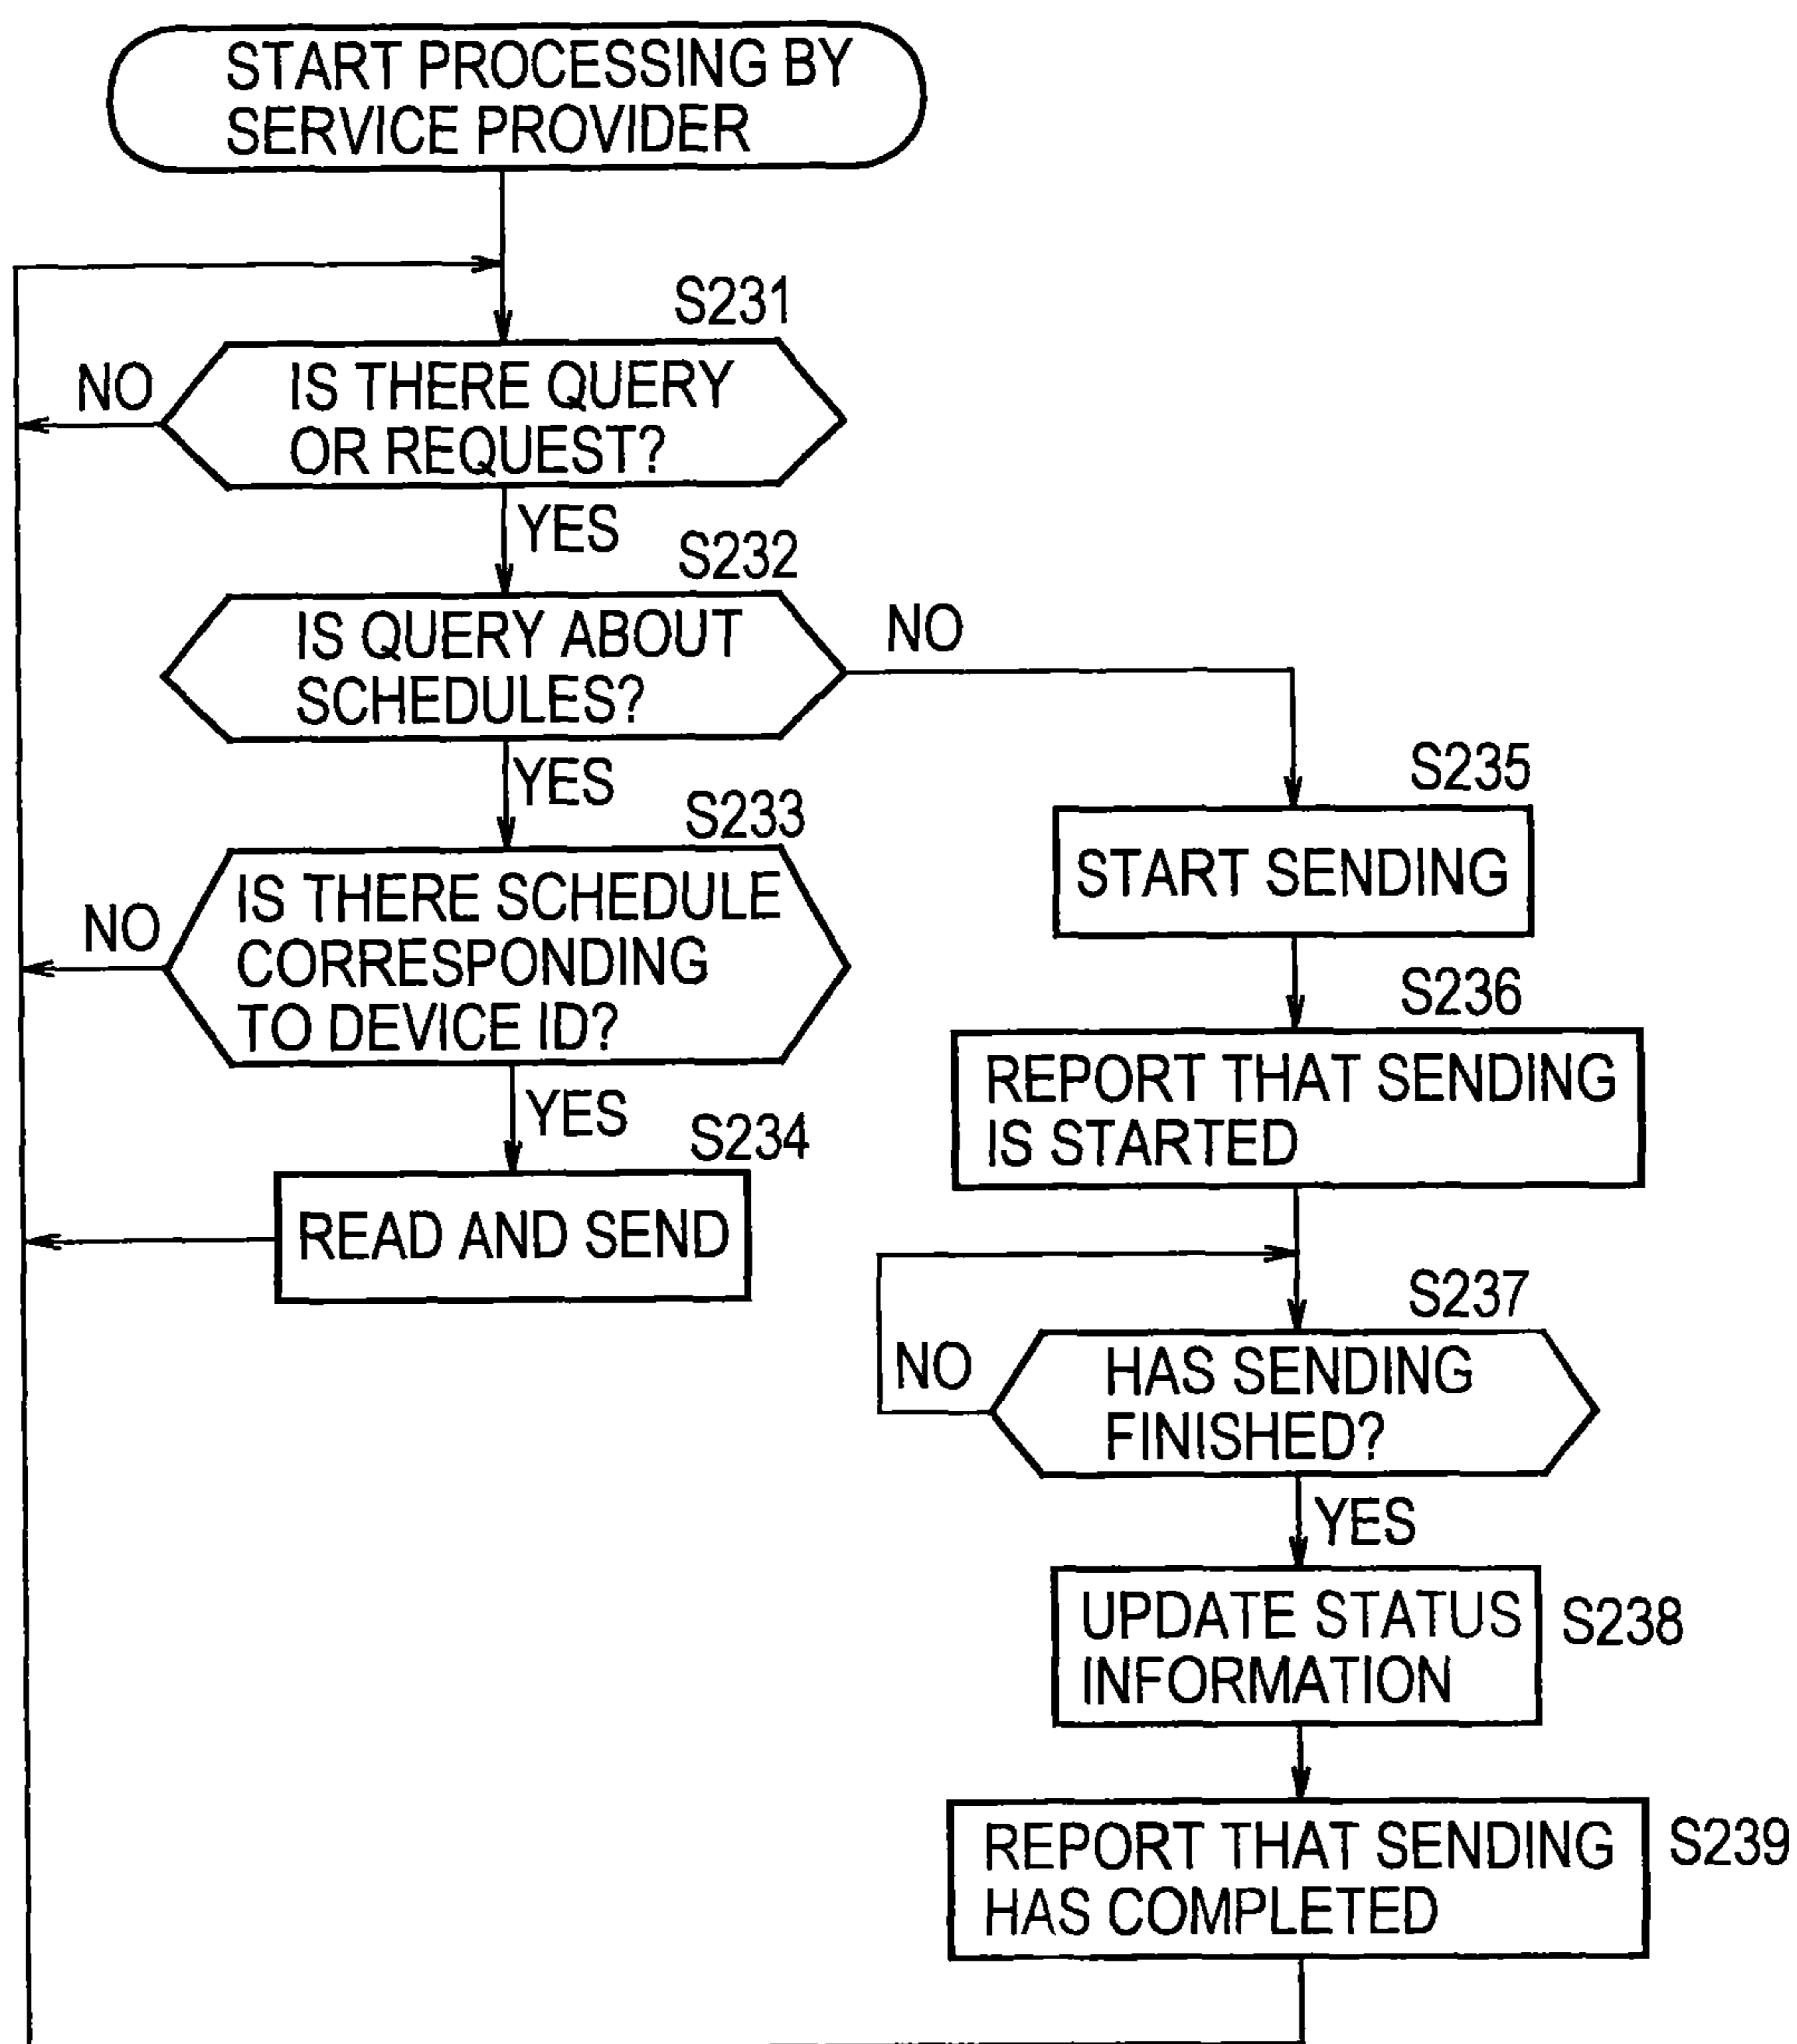 START PROCESSING BY
SERVICE PROVIDER
S231
NO
IS THERE QUERY
OR REQUEST?
YES
S232
IS QUERY ABOUT
SCHEDULES?
NO
YES
S233
NO
IS THERE SCHEDULE
CORRESPONDING
TO DEVICE ID?
YES
S234
READ AND SEND
S235
START SENDING
S236
REPORT THAT SENDING
IS STARTED
S237
NO
HAS SENDING
FINISHED?
YES
UPDATE STATUS
INFORMATION
S238
REPORT THAT SENDING
HAS COMPLETED
S239